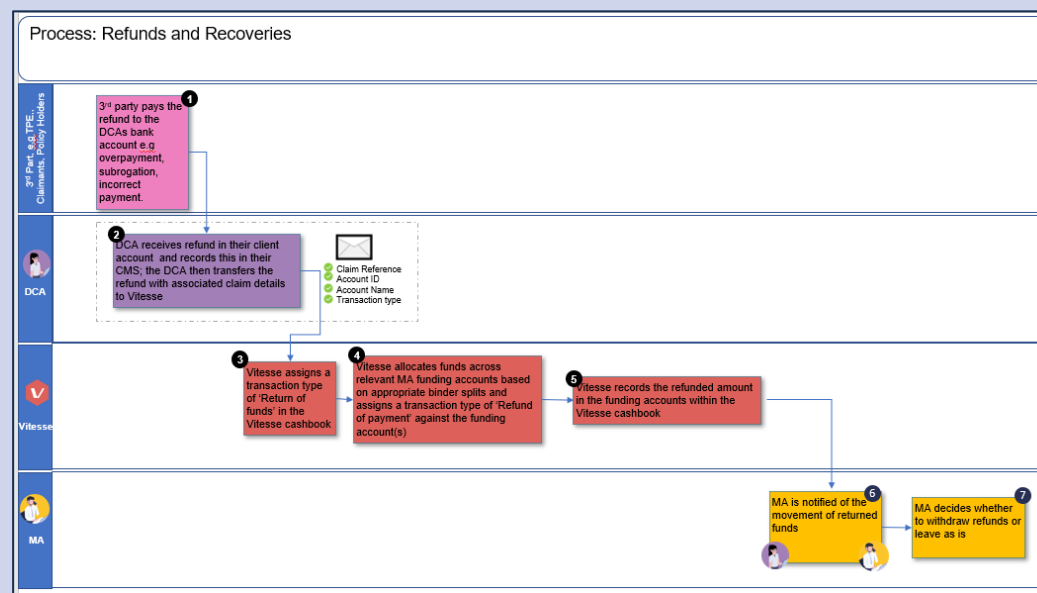 Process: Refunds and Recoveries
3rd Part, e.g TPE.,
Claimants, Policy Holders
1
3rd party pays the
refund to the
DCAs bank
account e.g
overpayment,
subrogation,
incorrect
payment.
DCA
2
DCA receives refund in their client
account and records this in their
CMS; the DCA then transfers the
refund with associated claim details
to Vitesse
Claim Reference
Account ID
Account Name
Transaction type
Vitesse
3
Vitesse assigns a
transaction type
of ‘Return of
funds’ in the
Vitesse cashbook
4
Vitesse allocates funds across
relevant MA funding accounts based
on appropriate binder splits and
assigns a transaction type of ‘Refund
of payment’ against the funding
account(s)
5
Vitesse records the refunded amount
in the funding accounts within the
Vitesse cashbook
MA
6
MA is notified of the
movement of returned
funds
7
MA decides whether
to withdraw refunds or
leave as is